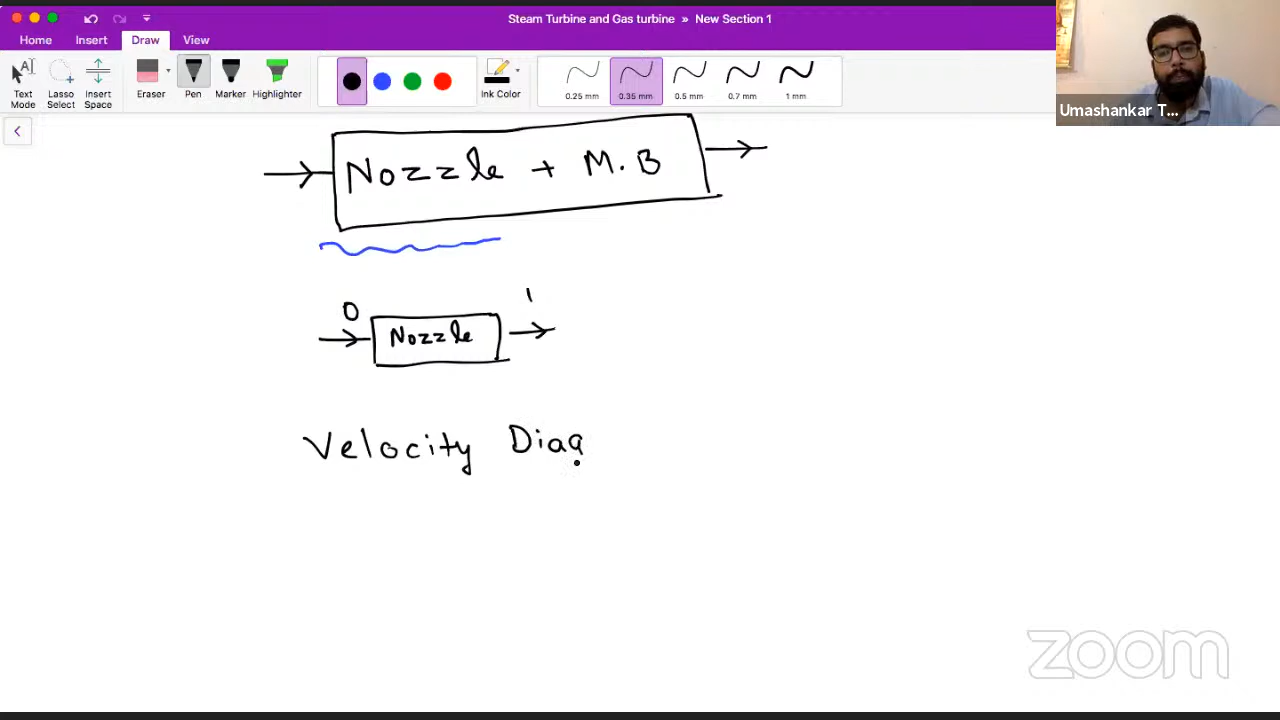 Steam Turbine and Gas turbine » New Section 1
Home Insert Draw View
Text Mode
Lasso Select
Insert Space
Eraser
Pen
Marker
Highlighter
Ink Color
0.25 mm
0.35 mm
0.5 mm
0.7 mm
1 mm
Umashankar T...
Nozzle + M.B
0
1
Nozzle
Velocity Diag
zoom